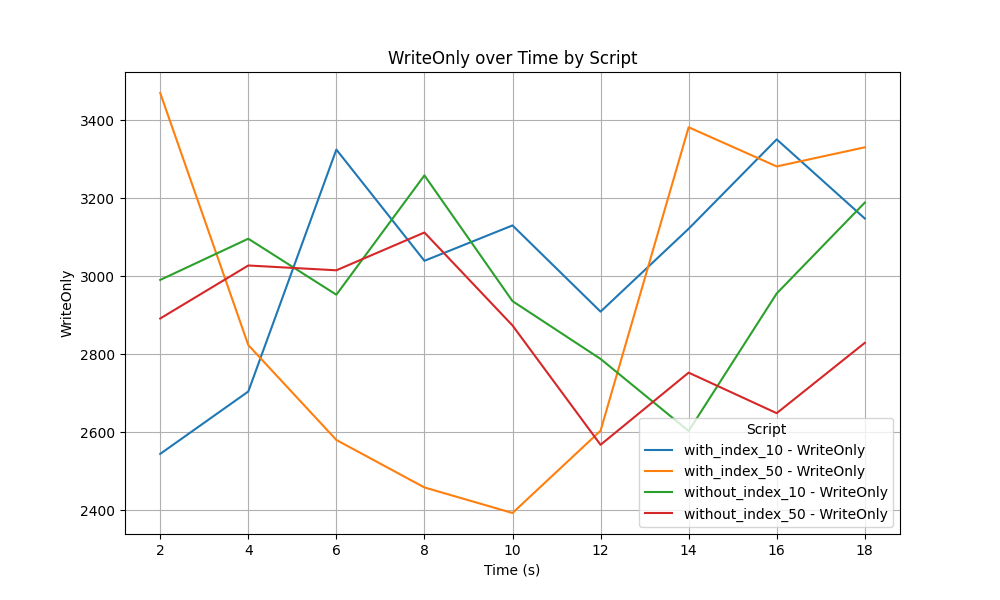 WriteOnly over Time by Script
WriteOnly
3400
3200
3000
2800
2600
2400
2 4 6 8 10 12 14 16 18
Time (s)
Script
with_index_10 - WriteOnly
with_index_50 - WriteOnly
without_index_10 - WriteOnly
without_index_50 - WriteOnly